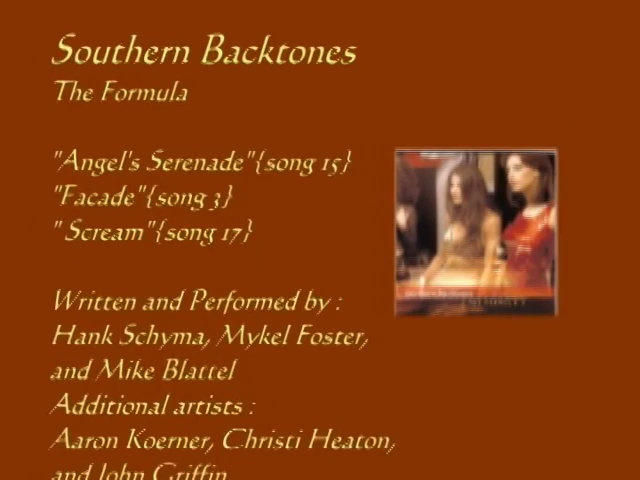 Southern Backtones
The Formula
"Angel's Serenade"{song 15}
"Facade"{song 3}
" Scream"{song 17}
Written and Performed by :
Hank Schyma, Mykel Foster,
and Mike Blattel
Additional artists :
Aaron Koerner, Christi Heaton,
and John Griffin